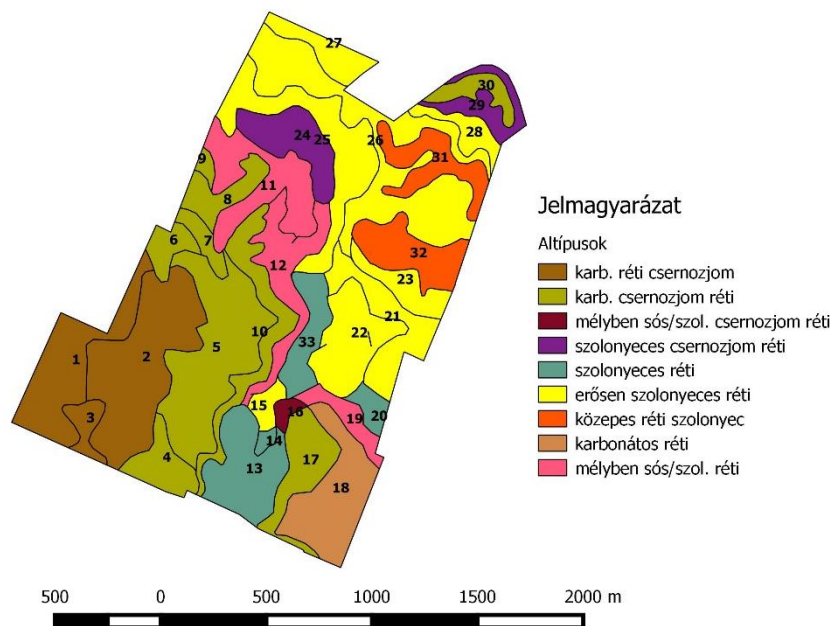 27
30
29
28
24 25
26
31
9
11
8
6
7
12
32
23
1
2
5
10
33
22
21
3
15
16
19
20
14
4
13
17
18
Jelmagyarázat
Altípusok
karb. réti csernozjom
karb. csernozjom réti
mélyben sós/szol. csernozjom réti
szolonyeces csernozjom réti
szolonyeces réti
erősen szolonyeces réti
közepes réti szolonyec
karbonátos réti
mélyben sós/szol. réti
500 0 500 1000 1500 2000 m